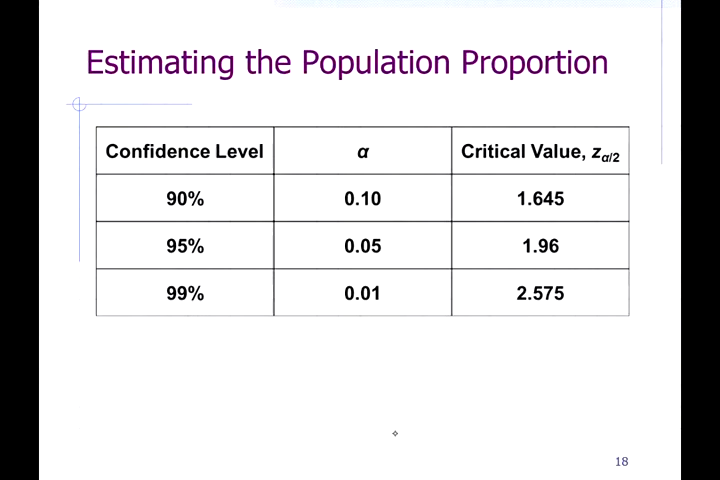 Estimating the Population Proportion
Confidence Level α Critical Value, zα/2
90% 0.10 1.645
95% 0.05 1.96
99% 0.01 2.575
18